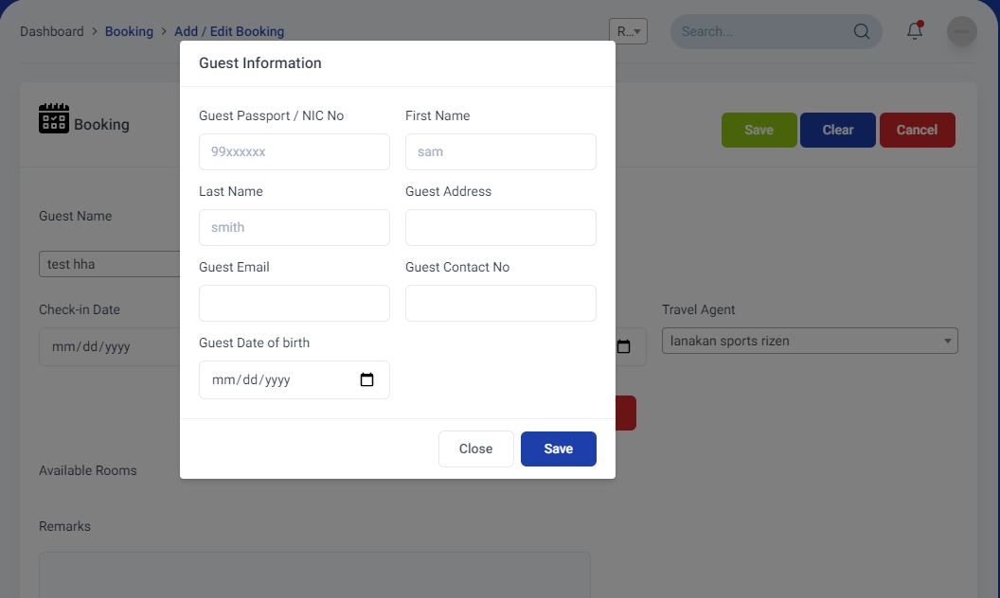 Dashboard > Booking > Add / Edit Booking
R...
Search...
Guest Information
Booking
Save
Clear
Cancel
Guest Passport / NIC No
First Name
99xxxxxx
sam
Last Name
Guest Address
smith
Guest Email
Guest Contact No
Guest Date of birth
mm/dd/yyyy
Close
Save
Guest Name
test hha
Check-in Date
Travel Agent
mm/dd/yyyy
lanakan sports rizen
Available Rooms
Remarks